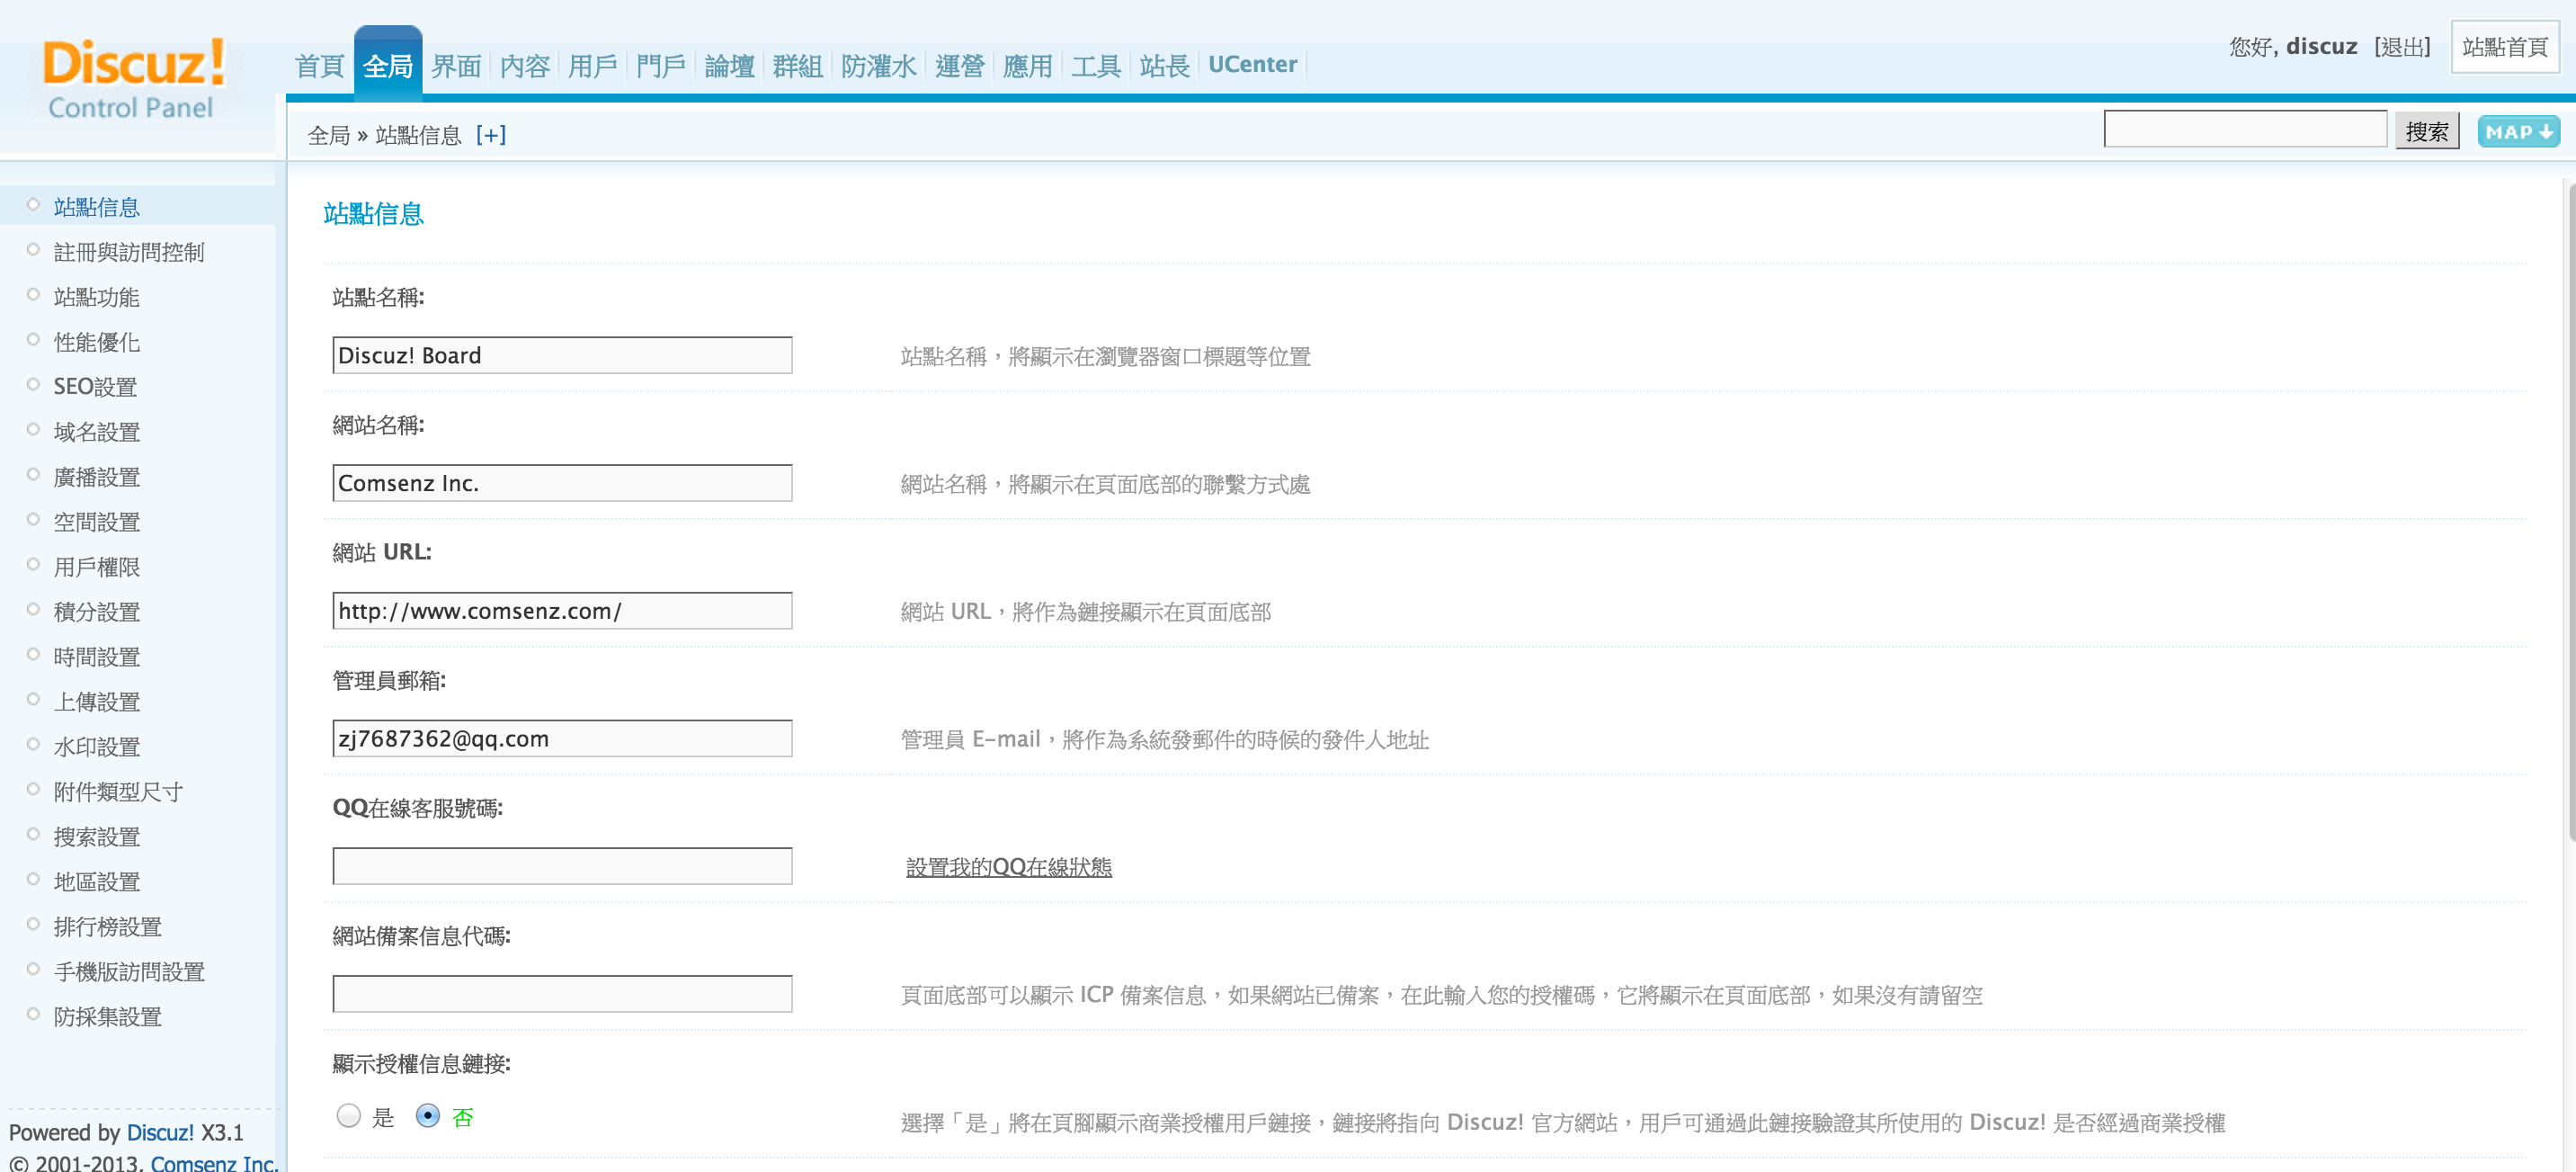 Discuz!
Control Panel
首頁 全局 界面 內容 用戶 門戶 論壇 群組 防灌水 運營 應用 工具 站長 UCenter
您好, discuz [退出] 站點首頁
全局 » 站點信息 [+]
搜索 MAP
站點信息
註冊與訪問控制
站點功能
性能優化
SEO設置
域名設置
廣播設置
空間設置
用戶權限
積分設置
時間設置
上傳設置
水印設置
附件類型尺寸
搜索設置
地區設置
排行榜設置
手機版訪問設置
防採集設置
Powered by Discuz! X3.1
© 2001-2013, Comsenz Inc.
站點信息
站點名稱:
Discuz! Board 站點名稱，將顯示在瀏覽器窗口標題等位置
網站名稱:
Comsenz Inc. 網站名稱，將顯示在頁面底部的聯繫方式處
網站 URL:
http://www.comsenz.com/ 網站 URL，將作為鏈接顯示在頁面底部
管理員郵箱:
zj7687362@qq.com 管理員 E-mail，將作為系統發郵件的時候的發件人地址
QQ在線客服號碼:
設置我的QQ在線狀態
網站備案信息代碼:
頁面底部可以顯示 ICP 備案信息，如果網站已備案，在此輸入您的授權碼，它將顯示在頁面底部，如果沒有請留空
顯示授權信息鏈接:
是 否 選擇「是」將在頁腳顯示商業授權用戶鏈接，鏈接將指向 Discuz! 官方網站，用戶可通過此鏈接驗證其所使用的 Discuz! 是否經過商業授權